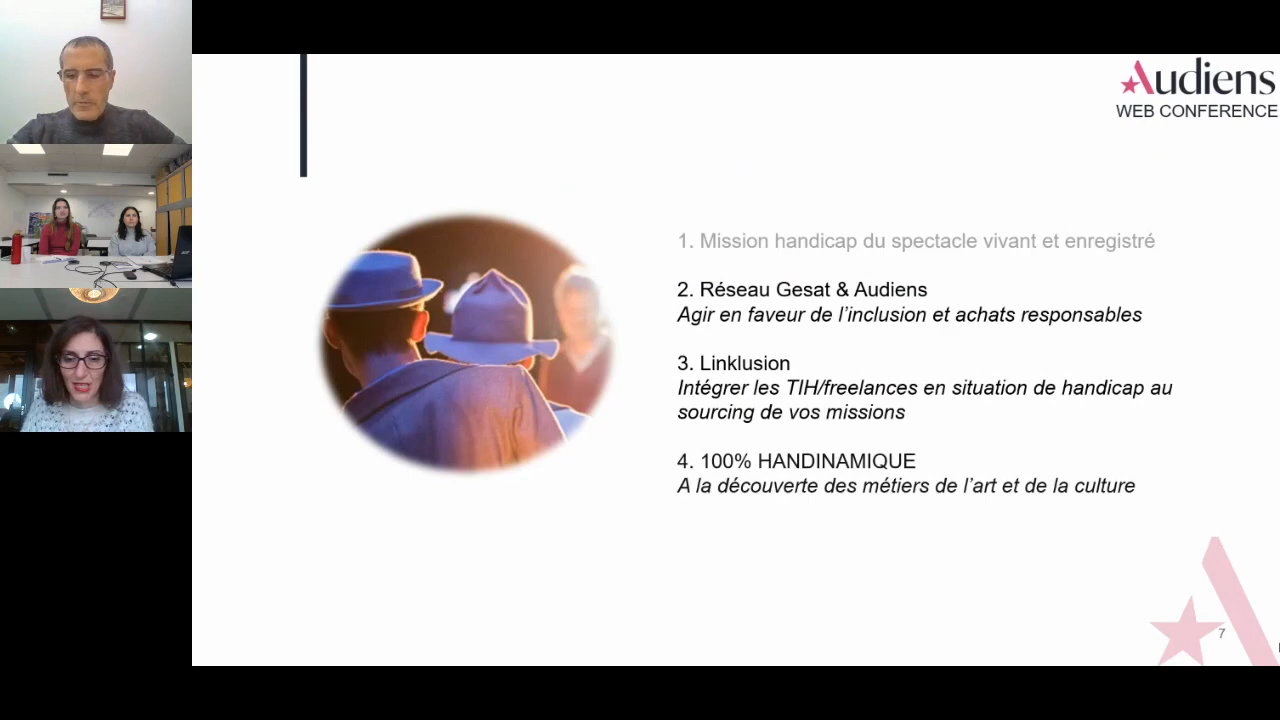 Audiens
WEB CONFERENCE
1. Mission handicap du spectacle vivant et enregistré
2. Réseau Gesat & Audiens
Agir en faveur de l’inclusion et achats responsables
3. Linklusion
Intégrer les TIH/freelances en situation de handicap au
sourcing de vos missions
4. 100% HANDINAMIQUE
A la découverte des métiers de l’art et de la culture
7